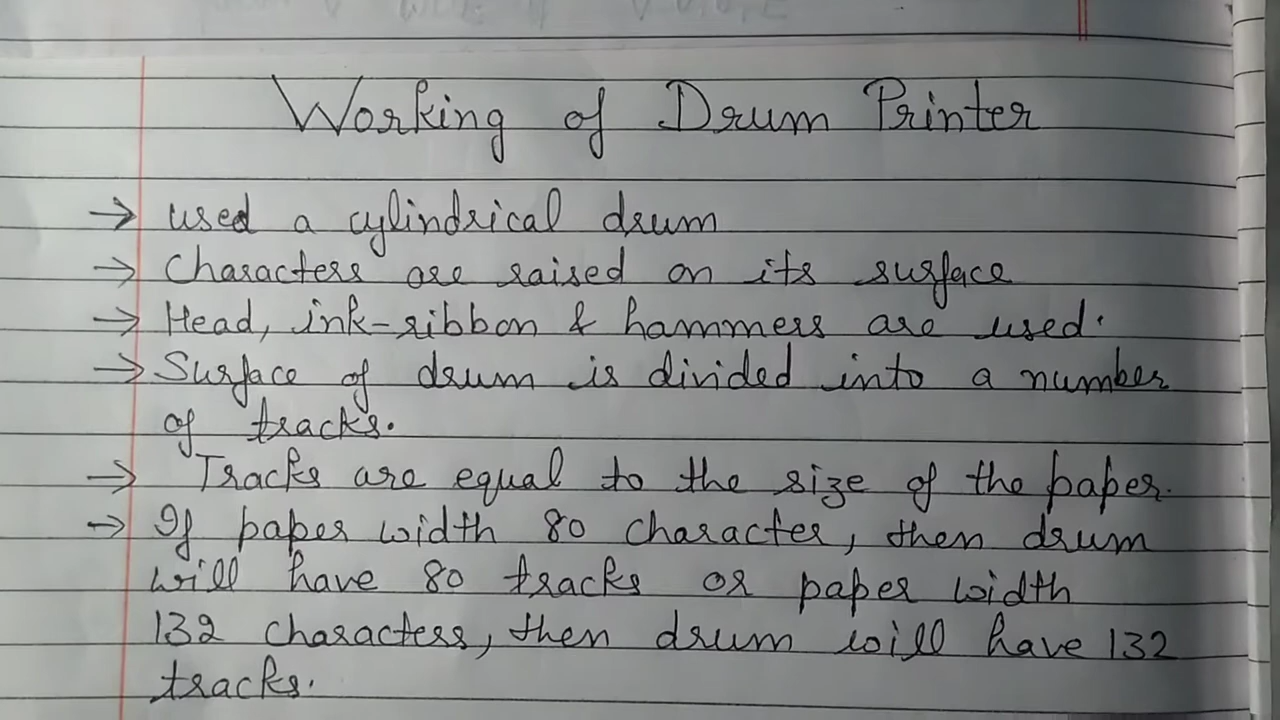 Working of Drum Printer
→ used a cylindrical drum
→ Characters are raised on its surface
→ Head, ink-ribbon & hammers are used.
→ Surface of drum is divided into a number
of tracks.
→ Tracks are equal to the size of the paper.
→ If paper width 80 character, then drum
will have 80 tracks or paper width
132 characters, then drum will have 132
tracks.